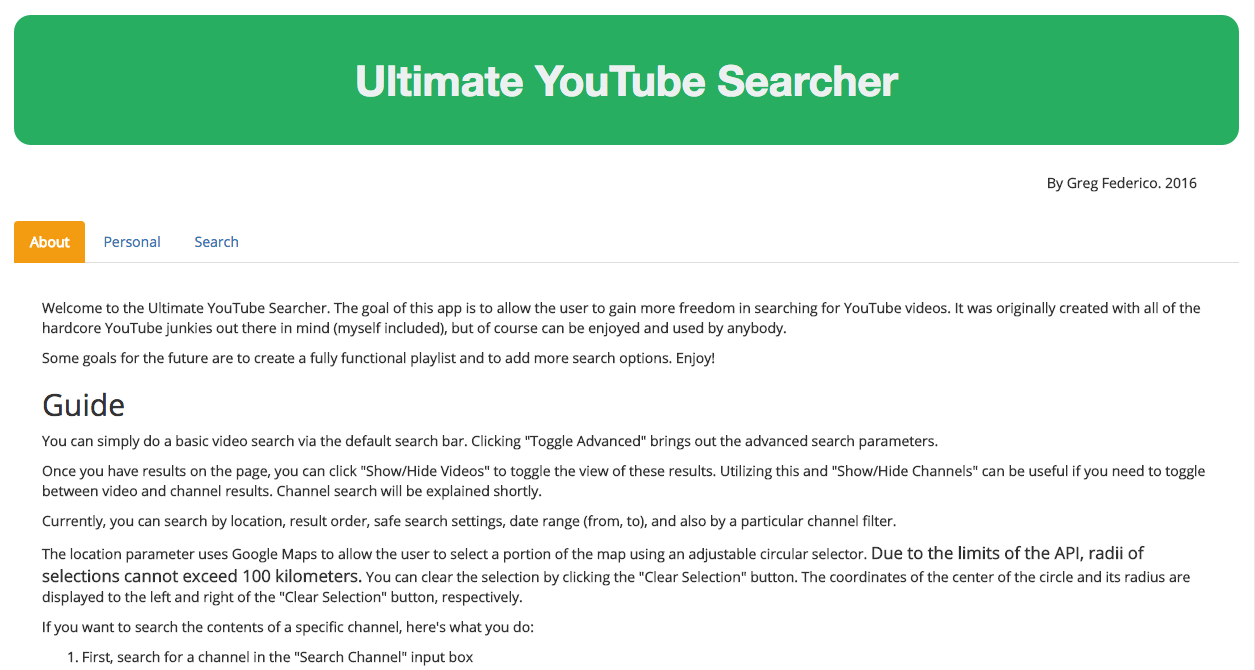 Ultimate YouTube Searcher
By Greg Federico. 2016
About
Personal
Search
Welcome to the Ultimate YouTube Searcher. The goal of this app is to allow the user to gain more freedom in searching for YouTube videos. It was originally created with all of the
hardcore YouTube junkies out there in mind (myself included), but of course can be enjoyed and used by anybody.
Some goals for the future are to create a fully functional playlist and to add more search options. Enjoy!
Guide
You can simply do a basic video search via the default search bar. Clicking "Toggle Advanced" brings out the advanced search parameters.
Once you have results on the page, you can click "Show/Hide Videos" to toggle the view of these results. Utilizing this and "Show/Hide Channels" can be useful if you need to toggle
between video and channel results. Channel search will be explained shortly.
Currently, you can search by location, result order, safe search settings, date range (from, to), and also by a particular channel filter.
The location parameter uses Google Maps to allow the user to select a portion of the map using an adjustable circular selector. Due to the limits of the API, radii of
selections cannot exceed 100 kilometers. You can clear the selection by clicking the "Clear Selection" button. The coordinates of the center of the circle and its radius are
displayed to the left and right of the "Clear Selection" button, respectively.
If you want to search the contents of a specific channel, here's what you do:
1. First, search for a channel in the "Search Channel" input box